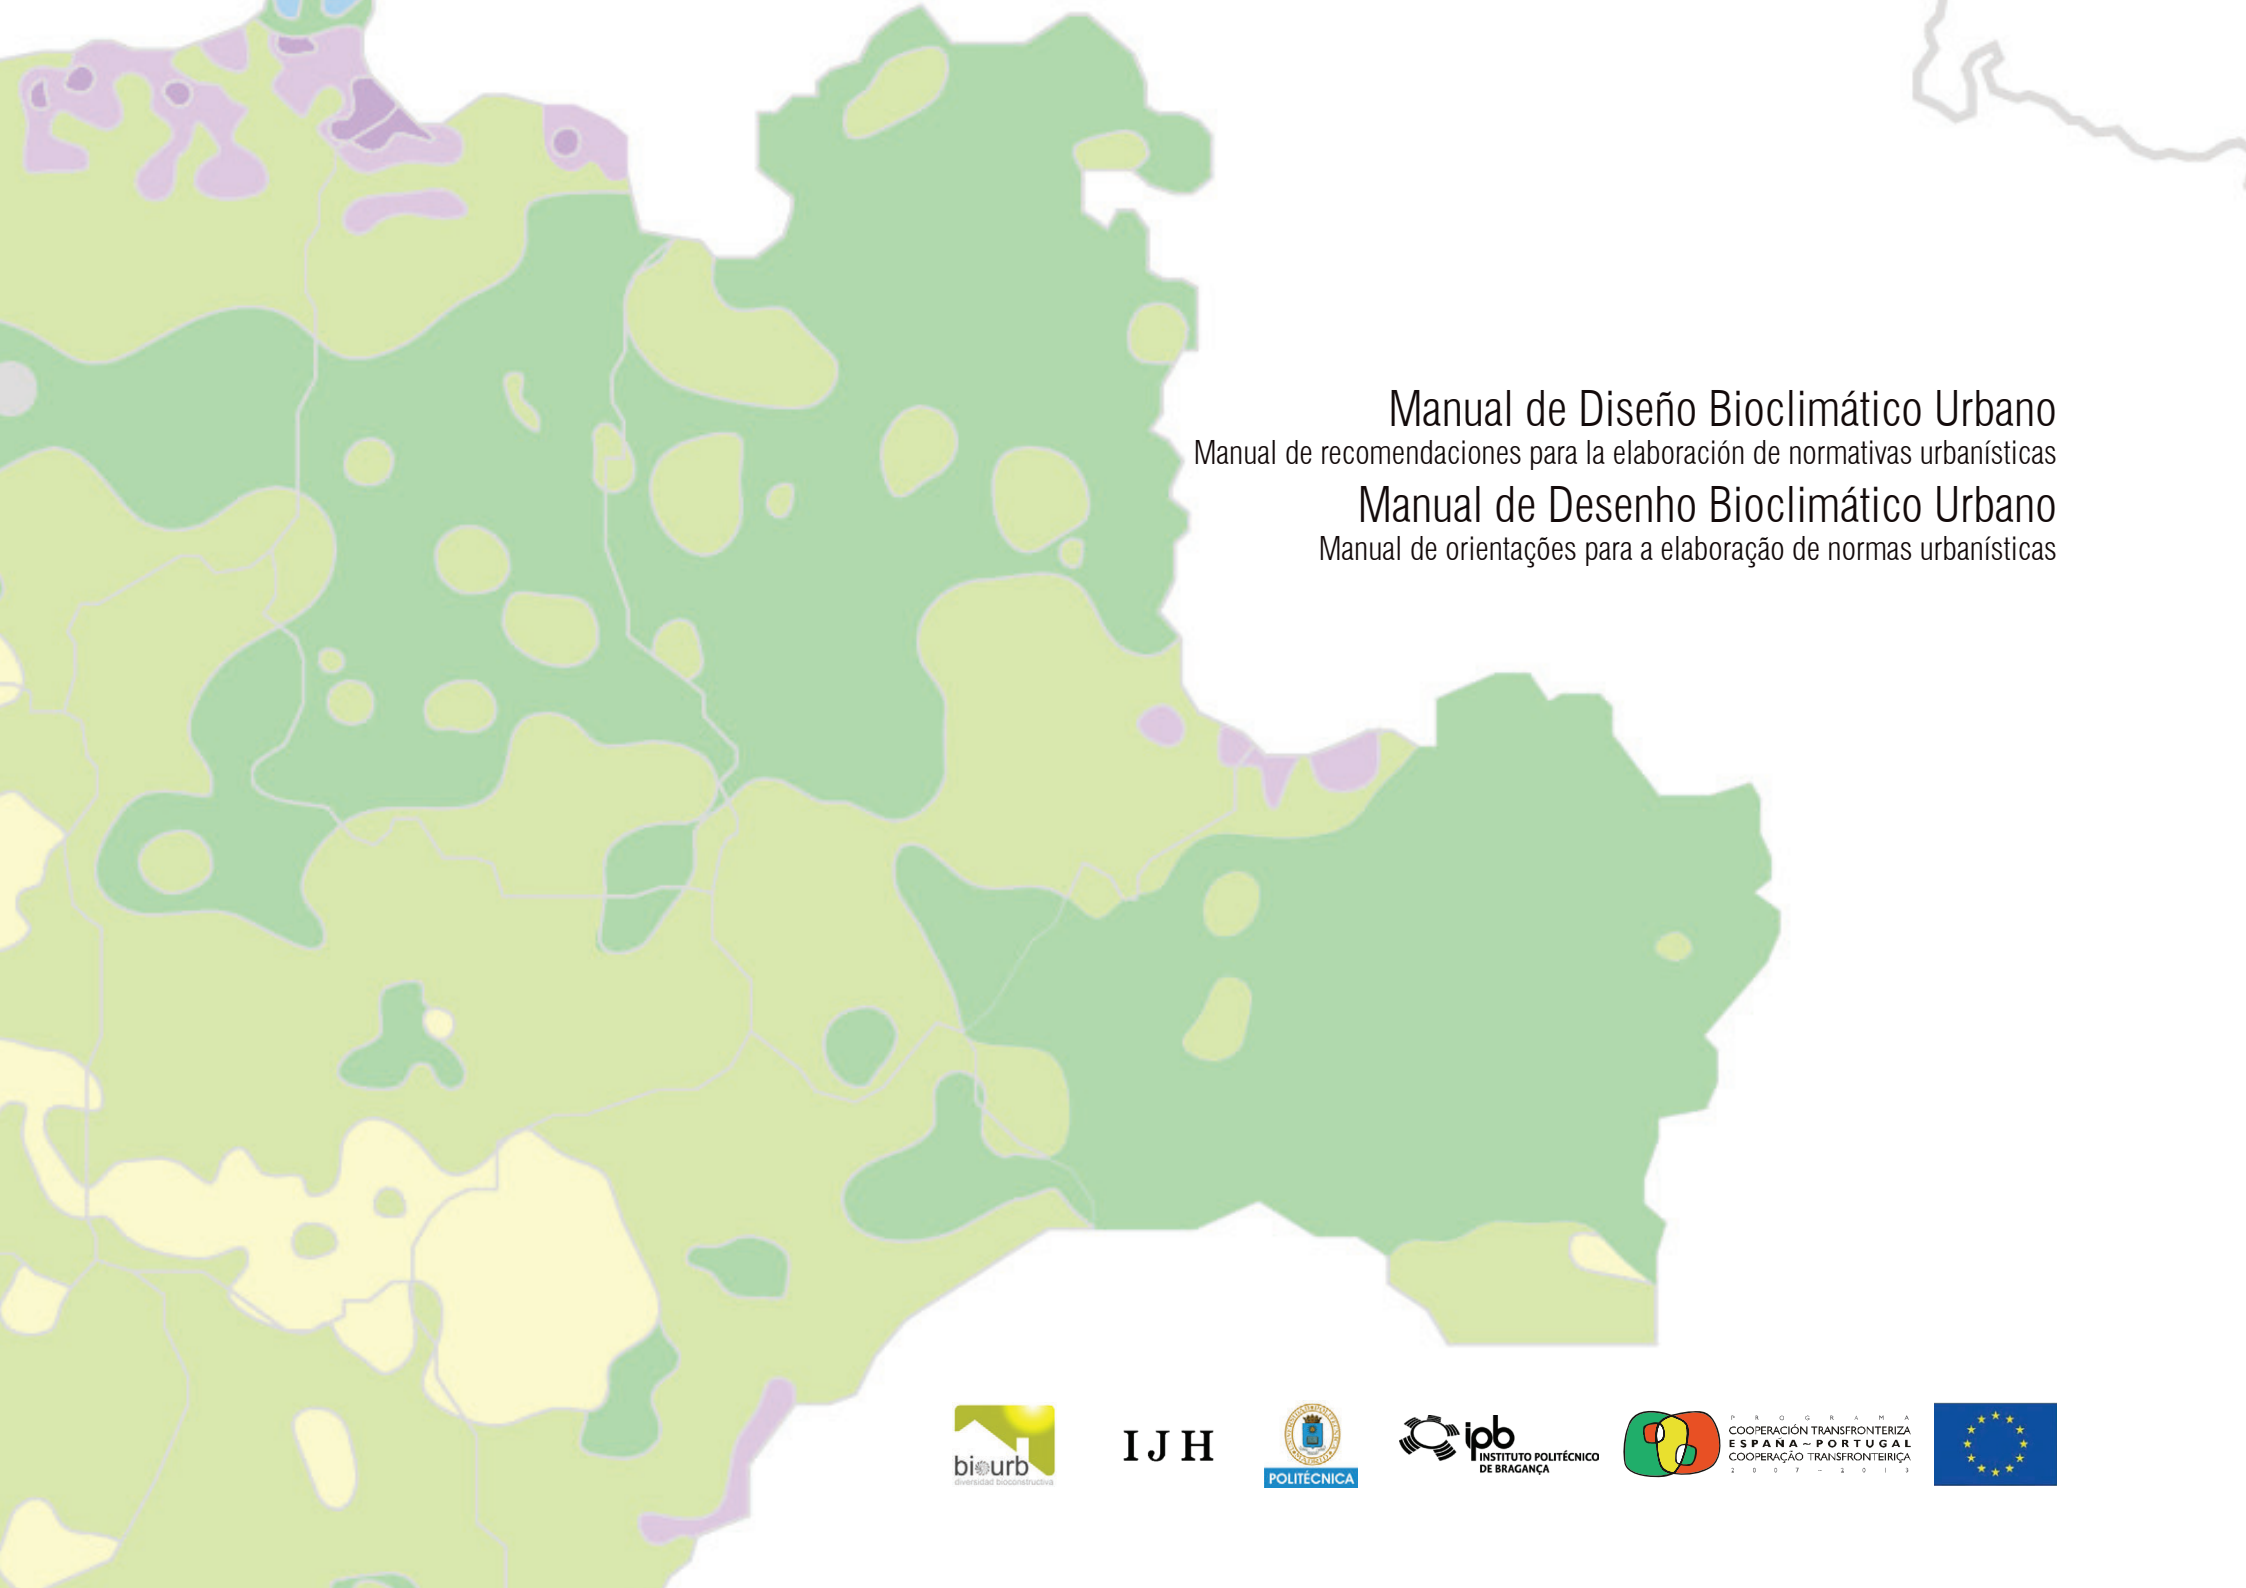 Manual de Diseño Bioclimático Urbano
Manual de recomendaciones para la elaboración de normativas urbanísticas
Manual de Desenho Bioclimático Urbano
Manual de orientações para a elaboração de normas urbanísticas
biourb
diversidad bioconstructiva
IJH
POLITÉCNICA
ipb
INSTITUTO POLITÉCNICO
DE BRAGANÇA
PROGRAMA
COOPERACIÓN TRANSFRONTERIZA
ESPAÑA ~ PORTUGAL
COOPERAÇÃO TRANSFRONTEIRIÇA
2007 – 2013